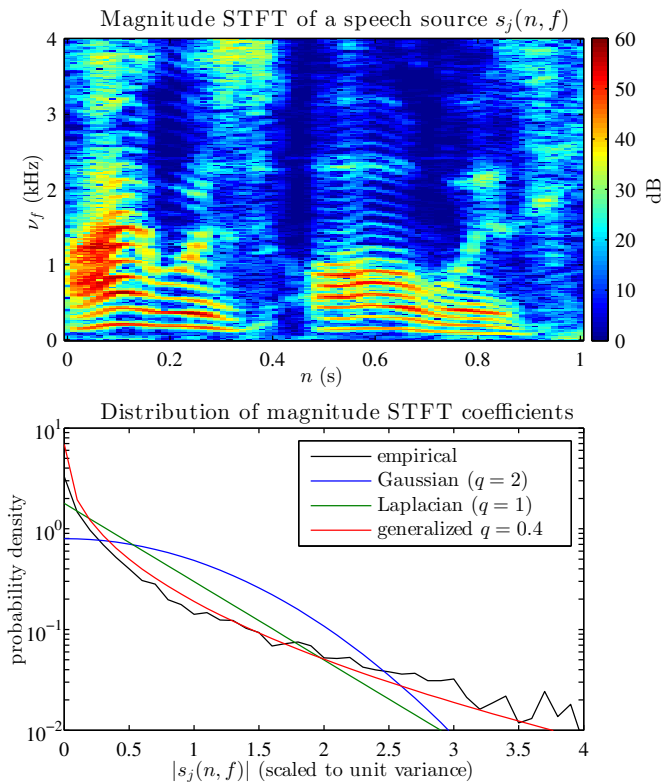 Magnitude STFT of a speech source s_j(n, f)
4
3
2
1
0
ν_f (kHz)
0 0.2 0.4 0.6 0.8 1
n (s)
60
50
40
30
20
10
0
dB
Distribution of magnitude STFT coefficients
10^1
10^0
10^-1
10^-2
probability density
empirical
Gaussian (q = 2)
Laplacian (q = 1)
generalized q = 0.4
0 0.5 1 1.5 2 2.5 3 3.5 4
|s_j(n, f)| (scaled to unit variance)